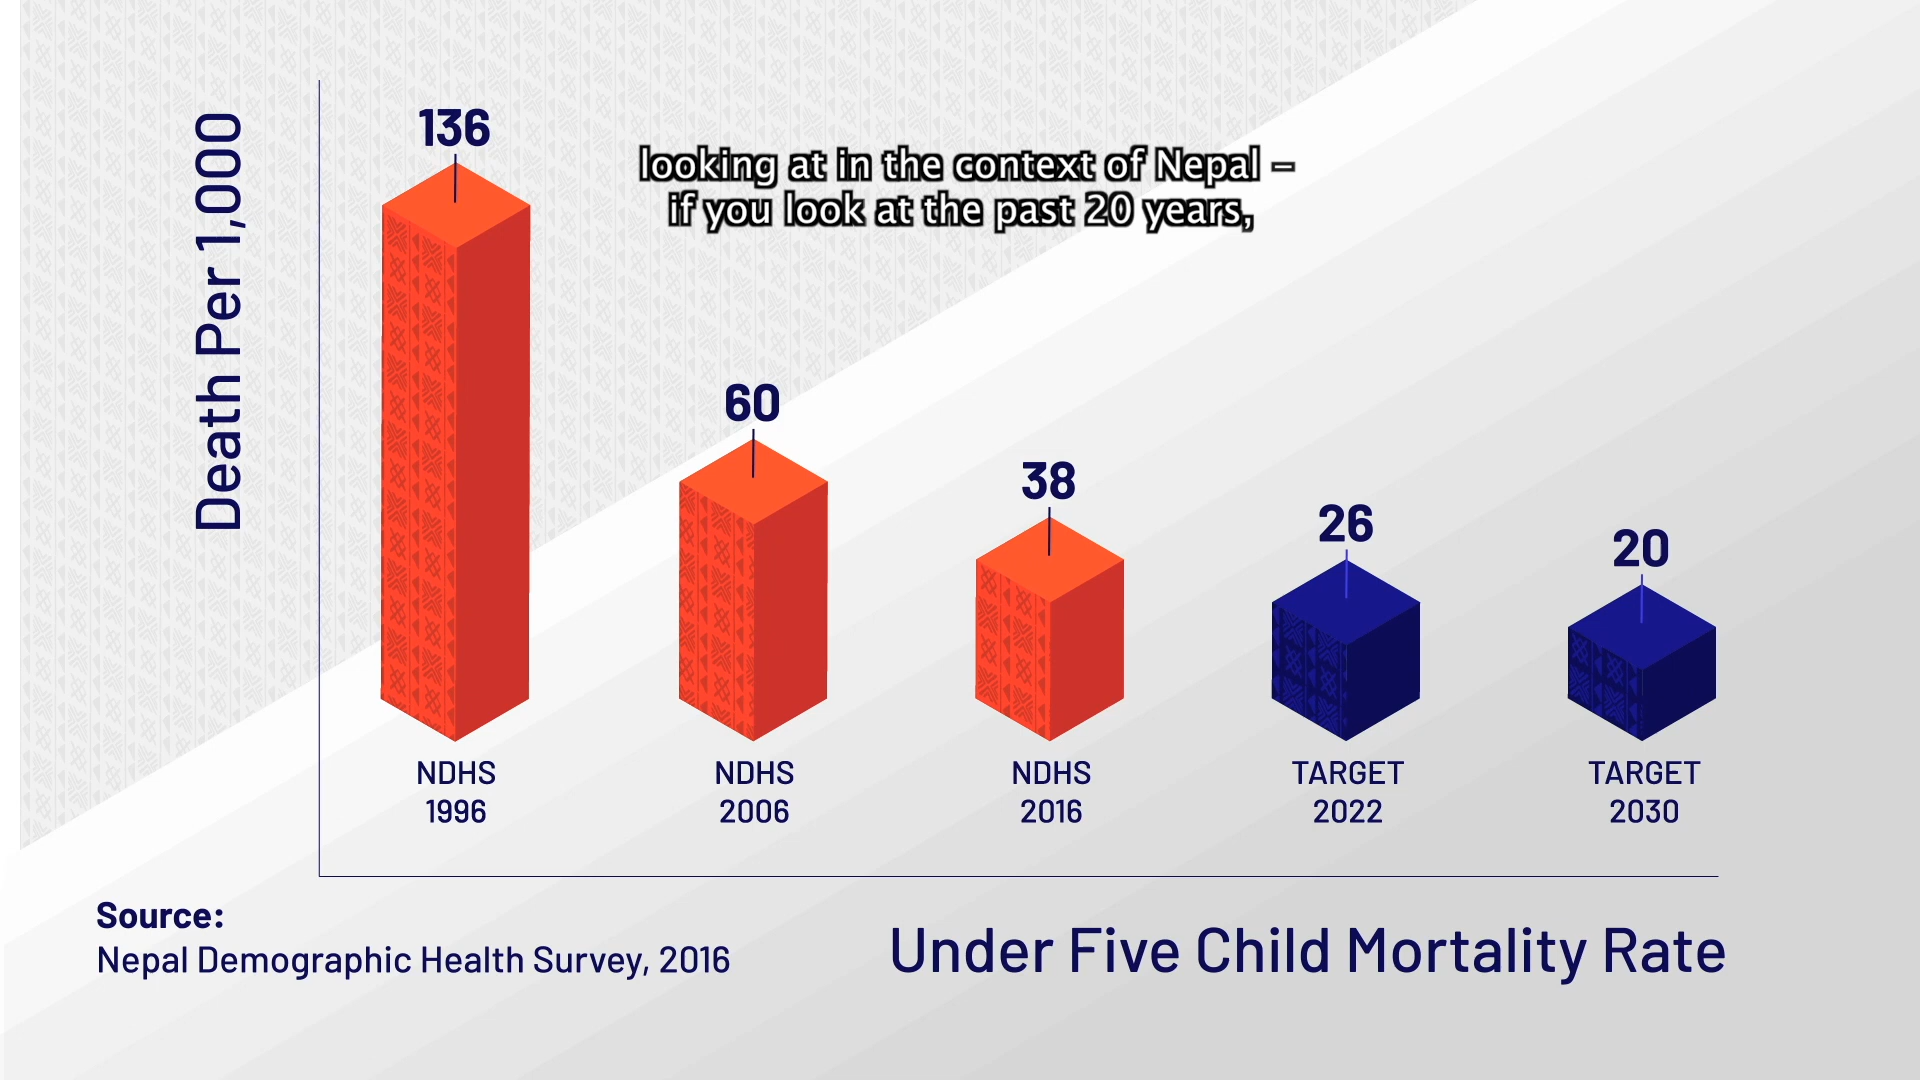 136
looking at in the context of Nepal –
if you look at the past 20 years,
Death Per 1,000
60
38
26
20
NDHS
1996
NDHS
2006
NDHS
2016
TARGET
2022
TARGET
2030
Source:
Nepal Demographic Health Survey, 2016
Under Five Child Mortality Rate